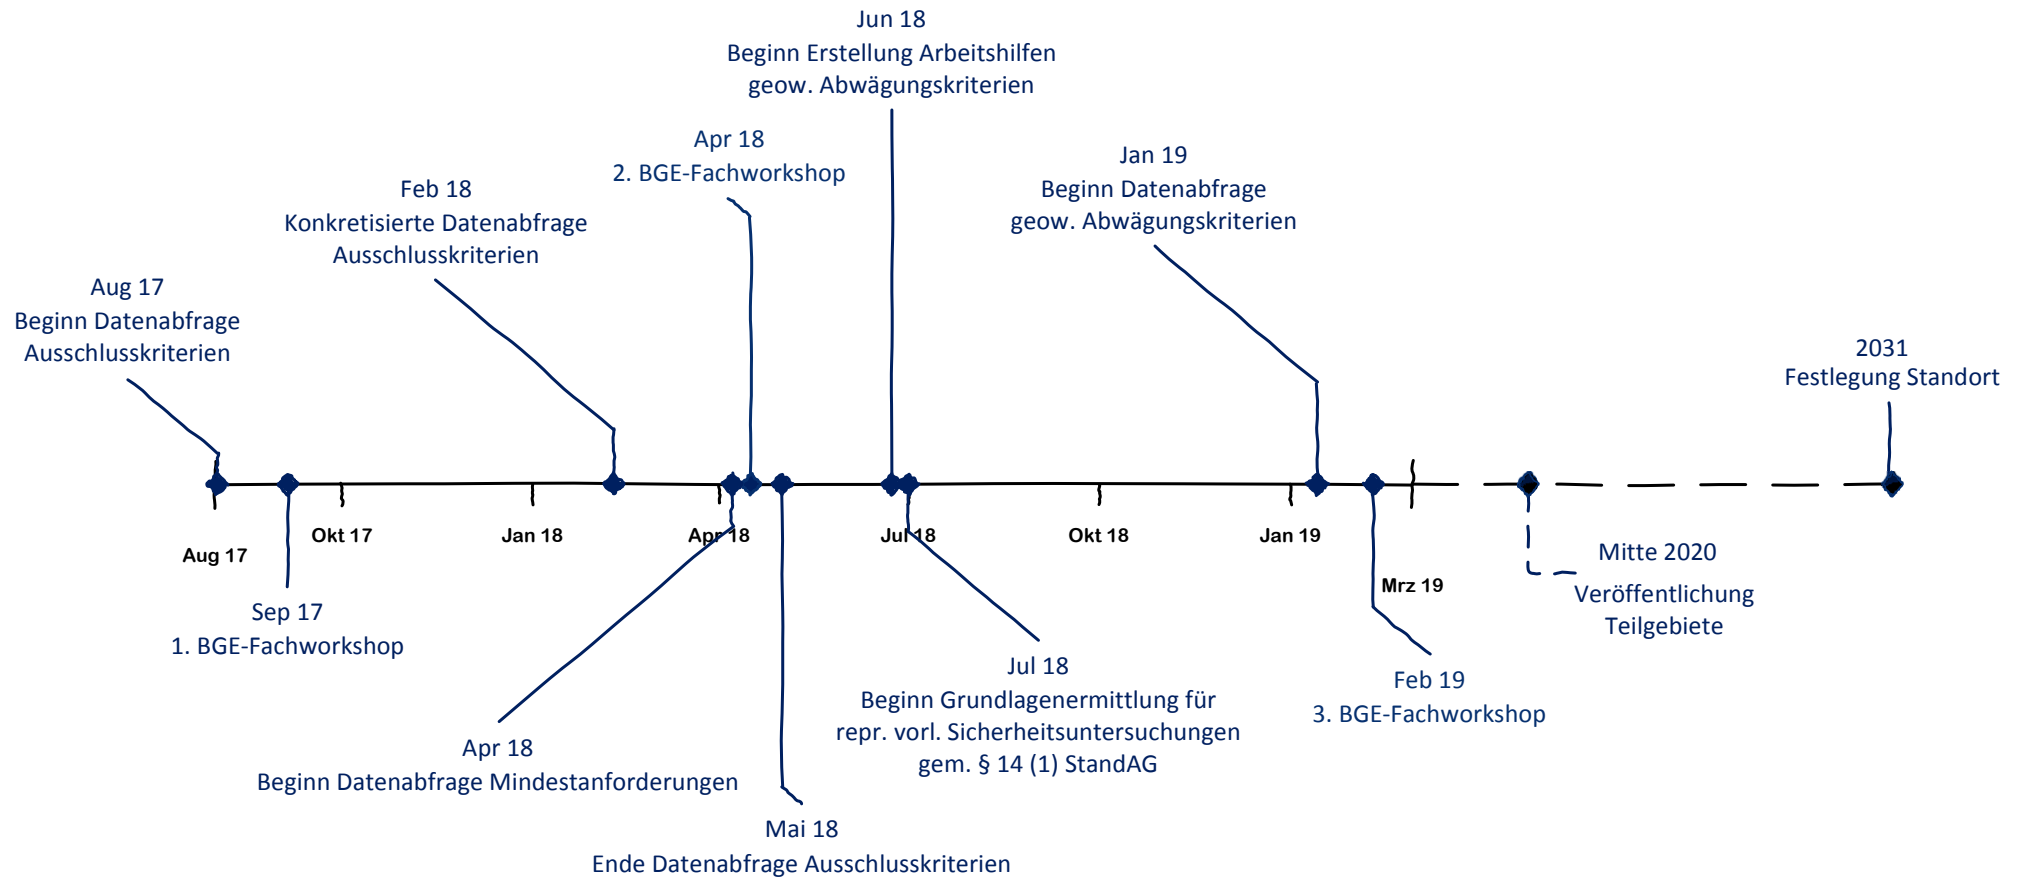 Jun 18
Beginn Erstellung Arbeitshilfen
geow. Abwägungskriterien
Apr 18
2. BGE-Fachworkshop
Jan 19
Beginn Datenabfrage
geow. Abwägungskriterien
Feb 18
Konkretisierte Datenabfrage
Ausschlusskriterien
Aug 17
Beginn Datenabfrage
Ausschlusskriterien
2031
Festlegung Standort
Aug 17
Okt 17
Jan 18
Apr 18
Jul 18
Okt 18
Jan 19
Mrz 19
Mitte 2020
Veröffentlichung
Teilgebiete
Sep 17
1. BGE-Fachworkshop
Jul 18
Beginn Grundlagenermittlung für
repr. vorl. Sicherheitsuntersuchungen
gem. § 14 (1) StandAG
Feb 19
3. BGE-Fachworkshop
Apr 18
Beginn Datenabfrage Mindestanforderungen
Mai 18
Ende Datenabfrage Ausschlusskriterien